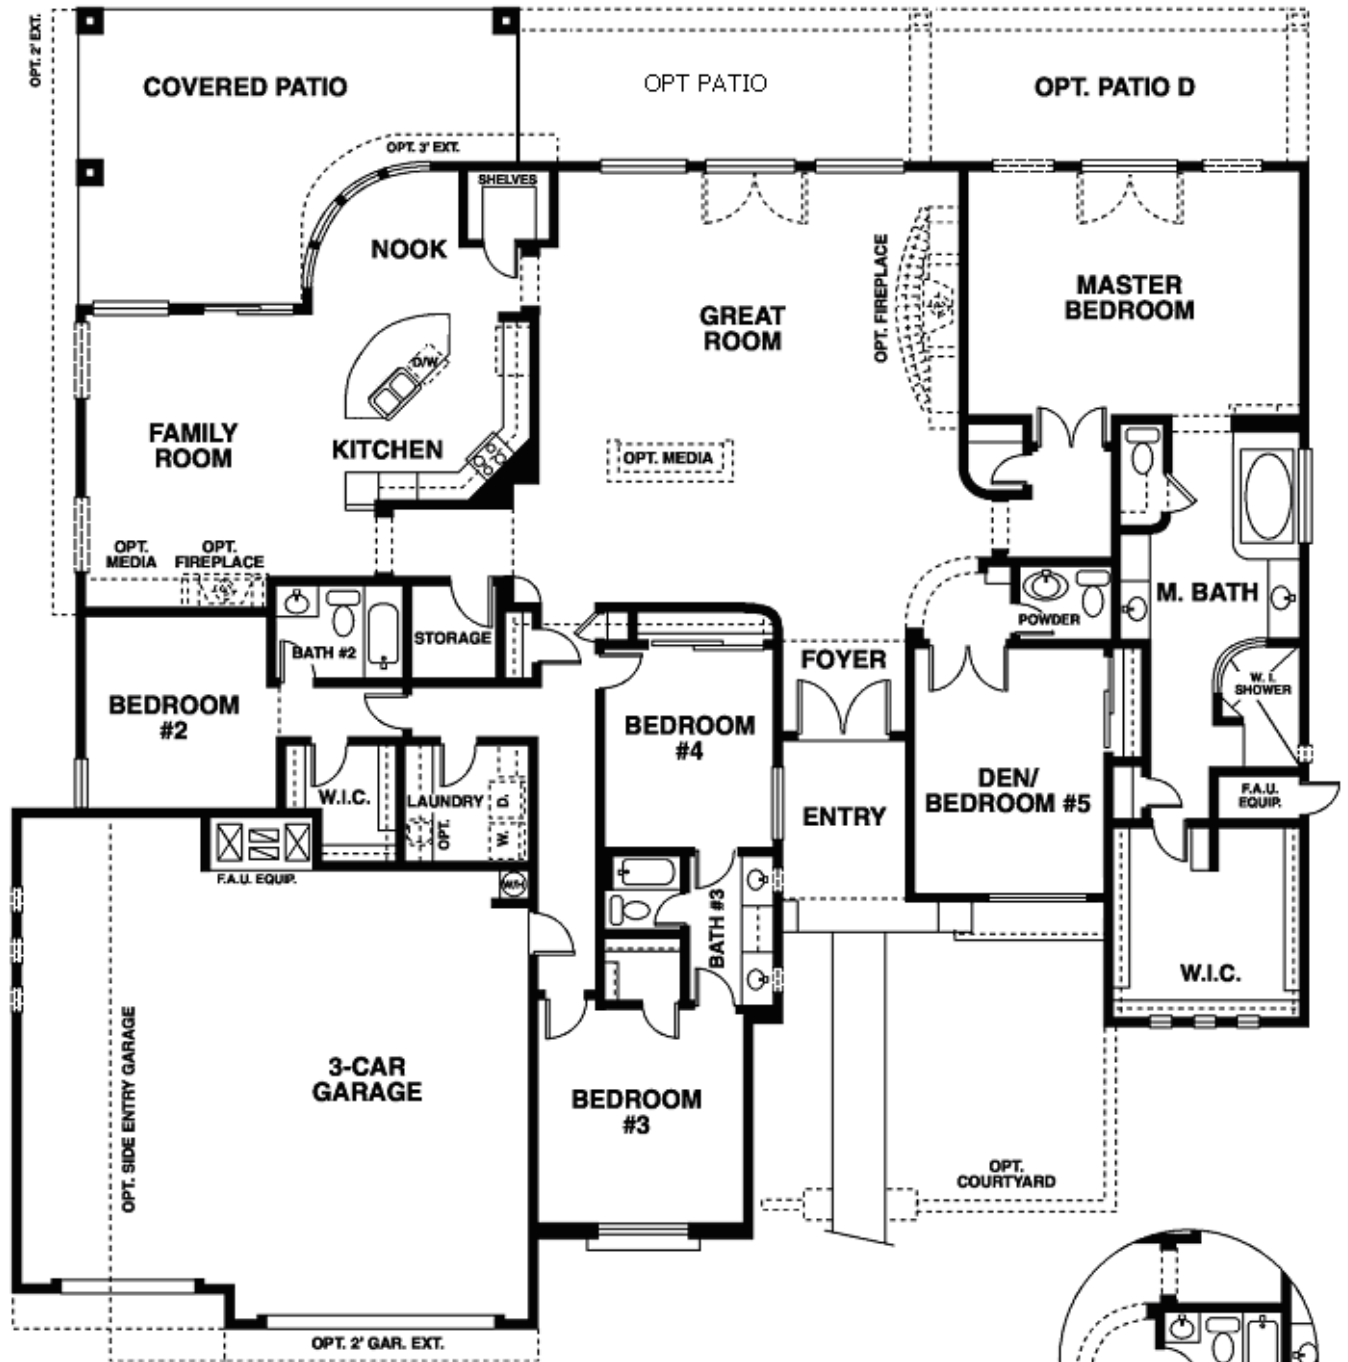 OPT. 2' EXT.
COVERED PATIO
OPT PATIO
OPT. PATIO D
OPT. 3' EXT.
SHELVES
NOOK
GREAT
ROOM
OPT. FIREPLACE
MASTER
BEDROOM
D/W
FAMILY
ROOM
KITCHEN
OPT. MEDIA
OPT.
MEDIA
OPT.
FIREPLACE
M. BATH
POWDER
STORAGE
BATH #2
FOYER
W. I.
SHOWER
BEDROOM
#2
BEDROOM
#4
DEN/
BEDROOM #5
W.I.C.
LAUNDRY
OPT.
D.
W.
ENTRY
F.A.U.
EQUIP.
F.A.U. EQUIP.
W/H
BATH #3
W.I.C.
OPT. SIDE ENTRY GARAGE
3-CAR
GARAGE
BEDROOM
#3
OPT.
COURTYARD
OPT. 2' GAR. EXT.